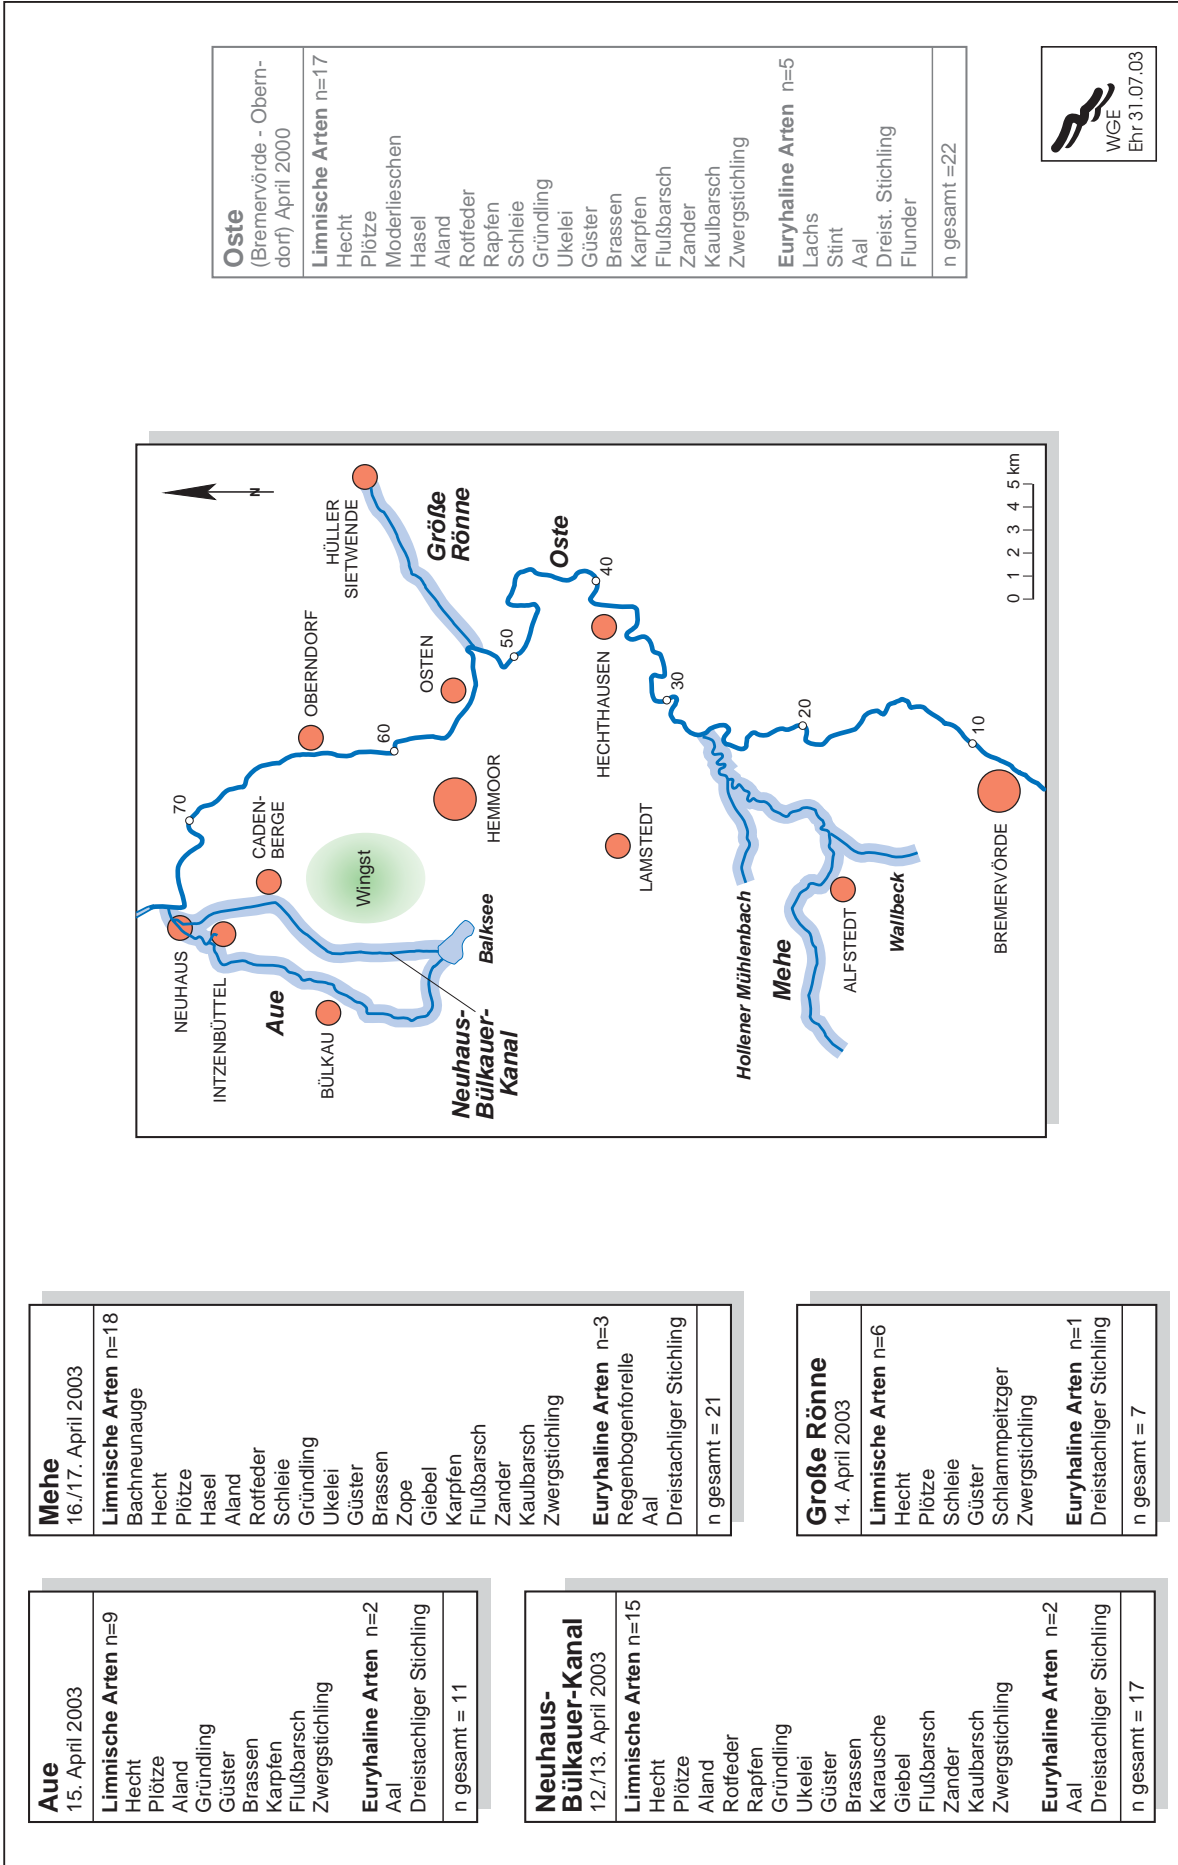 Aue
15. April 2003
Limnische Arten n=9
Hecht
Plötze
Aland
Gründling
Güster
Brassen
Karpfen
Flußbarsch
Zwergstichling
Euryhaline Arten n=2
Aal
Dreistachliger Stichling
n gesamt = 11
Mehe
16./17. April 2003
Limnische Arten n=18
Bachneunauge
Hecht
Plötze
Hasel
Aland
Rotfeder
Schleie
Gründling
Ukelei
Güster
Brassen
Zope
Giebel
Karpfen
Flußbarsch
Zander
Kaulbarsch
Zwergstichling
Euryhaline Arten n=3
Regenbogenforelle
Aal
Dreistachliger Stichling
n gesamt = 21
Neuhaus-
Bülkauer-Kanal
12./13. April 2003
Limnische Arten n=15
Hecht
Plötze
Aland
Rotfeder
Rapfen
Gründling
Ukelei
Güster
Brassen
Karausche
Giebel
Flußbarsch
Zander
Kaulbarsch
Zwergstichling
Euryhaline Arten n=2
Aal
Dreistachliger Stichling
n gesamt = 17
Große Rönne
14. April 2003
Limnische Arten n=6
Hecht
Plötze
Schleie
Güster
Schlammpeitzger
Zwergstichling
Euryhaline Arten n=1
Dreistachliger Stichling
n gesamt = 7
N
NEUHAUS
70
INTZENBÜTTEL
CADEN-
BERGE
OBERNDORF
HÜLLER
SIETWENDE
Aue
BÜLKAU
Wingst
60
OSTEN
Größe
Rönne
Neuhaus-
Bülkauer-
Kanal
Balksee
HEMMOOR
50
Oste
40
HECHTHAUSEN
LAMSTEDT
30
Hollener Mühlenbach
Mehe
20
ALFSTEDT
Wallbeck
10
BREMERVÖRDE
0 1 2 3 4 5 km
Oste
(Bremervörde - Obern-
dorf) April 2000
Limnische Arten n=17
Hecht
Plötze
Moderlieschen
Hasel
Aland
Rotfeder
Rapfen
Schleie
Gründling
Ukelei
Güster
Brassen
Karpfen
Flußbarsch
Zander
Kaulbarsch
Zwergstichling
Euryhaline Arten n=5
Lachs
Stint
Aal
Dreist. Stichling
Flunder
n gesamt =22
WGE
Ehr 31.07.03